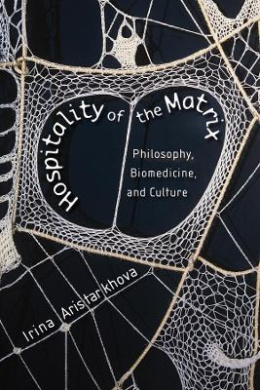 Hospitality of the Matrix
Philosophy,
Biomedicine,
and Culture
Irina Aristarkhova